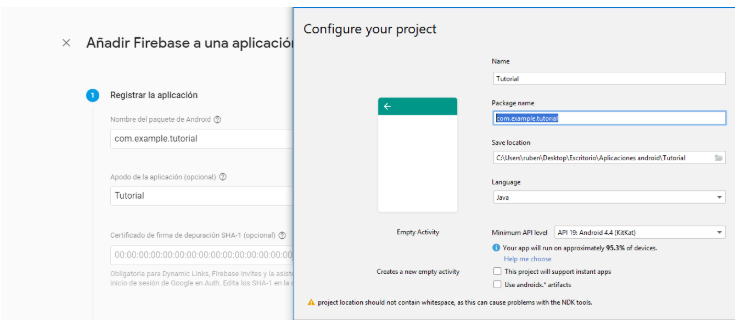 Añadir Firebase a una aplicació
1 Registrar la aplicación
Nombre del paquete de Android
com.example.tutorial
Apodo de la aplicación (opcional)
Tutorial
Certificado de firma de depuración SHA-1 (opcional)
00:00:00:00:00:00:00:00:00:00:00:00:00:00:00
Obligatoria para Dynamic Links, Firebase Invites y la asist
inicio de sesión de Google en Auth. Edita los SHA-1 en la
Configure your project
Name
Tutorial
Package name
com.example.tutorial
Save location
C:\Users\ruben\Desktop\Escritorio\Aplicaciones android\Tutorial
Language
Java
Empty Activity
Minimum API level API 19: Android 4.4 (KitKat)
Your app will run on approximately 95.3% of devices.
Help me choose
Creates a new empty activity
This project will support instant apps
Use androidx.* artifacts
project location should not contain whitespace, as this can cause problems with the NDK tools.